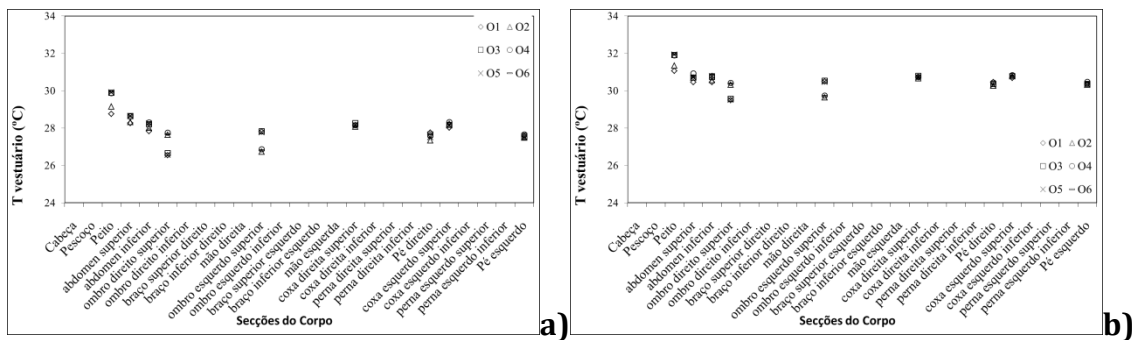 34
32
30
28
26
24
T vestuário (ºC)
O1 O2
O3 O4
O5 O6
Cabeça
Pescoço
Peito
abdomen superior
abdomen inferior
ombro direito superior
ombro direito inferior
braço superior direito
braço inferior direito
mão direita
ombro esquerdo superior
ombro esquerdo inferior
braço superior esquerdo
braço inferior esquerdo
mão esquerda
coxa direita superior
coxa direita inferior
perna direita superior
perna direita inferior
Pé direito
coxa esquerdo superior
coxa esquerdo inferior
perna esquerdo superior
perna esquerdo inferior
Pé esquerdo
Secções do Corpo
a)
34
32
30
28
26
24
T vestuário (ºC)
O1 O2
O3 O4
O5 O6
Cabeça
Pescoço
Peito
abdomen superior
abdomen inferior
ombro direito superior
ombro direito inferior
braço superior direito
braço inferior direito
mão direita
ombro esquerdo superior
ombro esquerdo inferior
braço superior esquerdo
braço inferior esquerdo
mão esquerda
coxa direita superior
coxa direita inferior
perna direita superior
perna direita inferior
Pé direito
coxa esquerdo superior
coxa esquerdo inferior
perna esquerdo superior
perna esquerdo inferior
Pé esquerdo
Secções do Corpo
b)